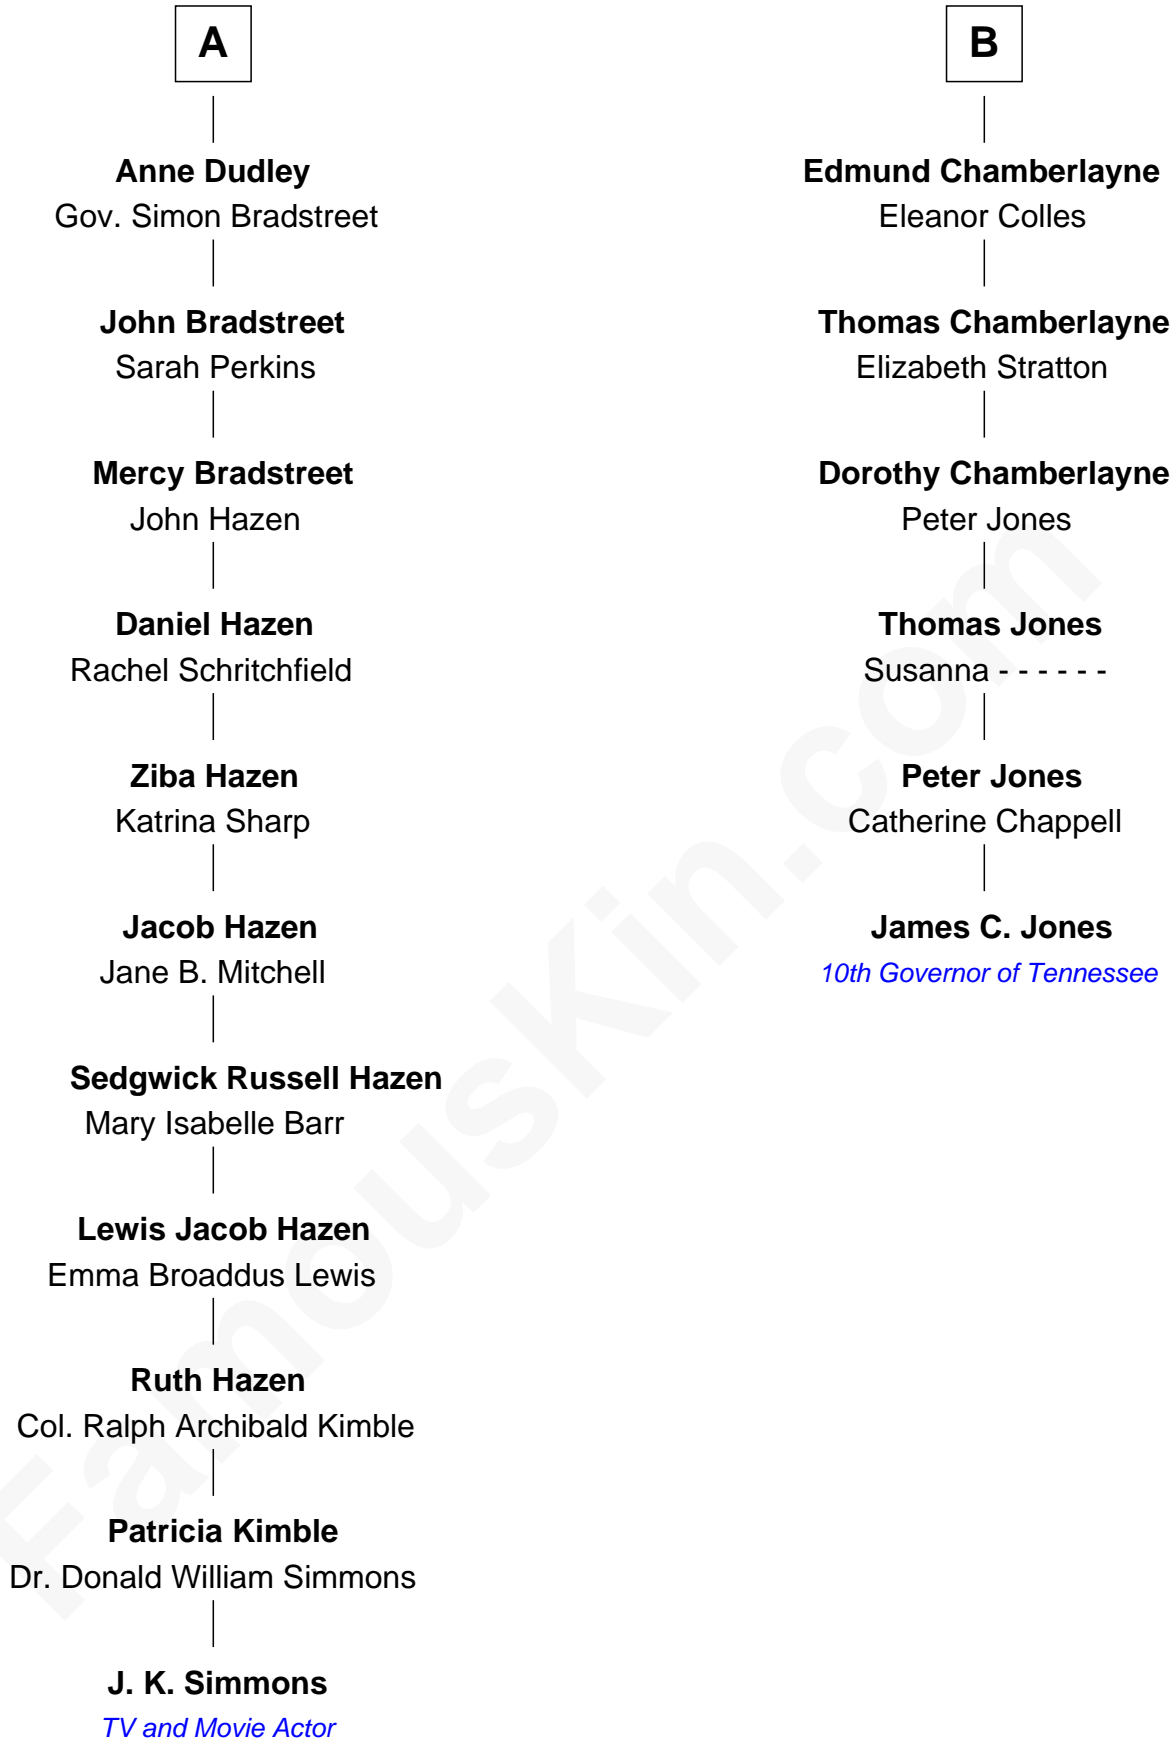 A
Anne Dudley
Gov. Simon Bradstreet
John Bradstreet
Sarah Perkins
Mercy Bradstreet
John Hazen
Daniel Hazen
Rachel Schritchfield
Ziba Hazen
Katrina Sharp
Jacob Hazen
Jane B. Mitchell
Sedgwick Russell Hazen
Mary Isabelle Barr
Lewis Jacob Hazen
Emma Broaddus Lewis
Ruth Hazen
Col. Ralph Archibald Kimble
Patricia Kimble
Dr. Donald William Simmons
J. K. Simmons
TV and Movie Actor
B
Edmund Chamberlayne
Eleanor Colles
Thomas Chamberlayne
Elizabeth Stratton
Dorothy Chamberlayne
Peter Jones
Thomas Jones
Susanna - - - - - -
Peter Jones
Catherine Chappell
James C. Jones
10th Governor of Tennessee
FamousKin.com